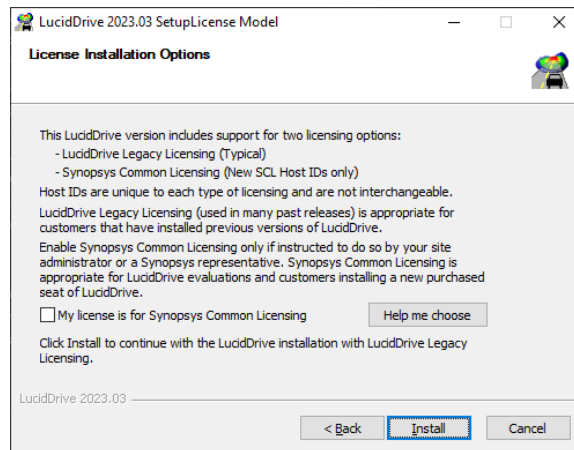 LucidDrive 2023.03 SetupLicense Model
License Installation Options
This LucidDrive version includes support for two licensing options:
- LucidDrive Legacy Licensing (Typical)
- Synopsys Common Licensing (New SCL Host IDs only)
Host IDs are unique to each type of licensing and are not interchangeable.
LucidDrive Legacy Licensing (used in many past releases) is appropriate for
customers that have installed previous versions of LucidDrive.
Enable Synopsys Common Licensing only if instructed to do so by your site
administrator or a Synopsys representative. Synopsys Common Licensing is
appropriate for LucidDrive evaluations and customers installing a new purchased
seat of LucidDrive.
My license is for Synopsys Common Licensing
Help me choose
Click Install to continue with the LucidDrive installation with LucidDrive Legacy
Licensing.
LucidDrive 2023.03
< Back
Install
Cancel